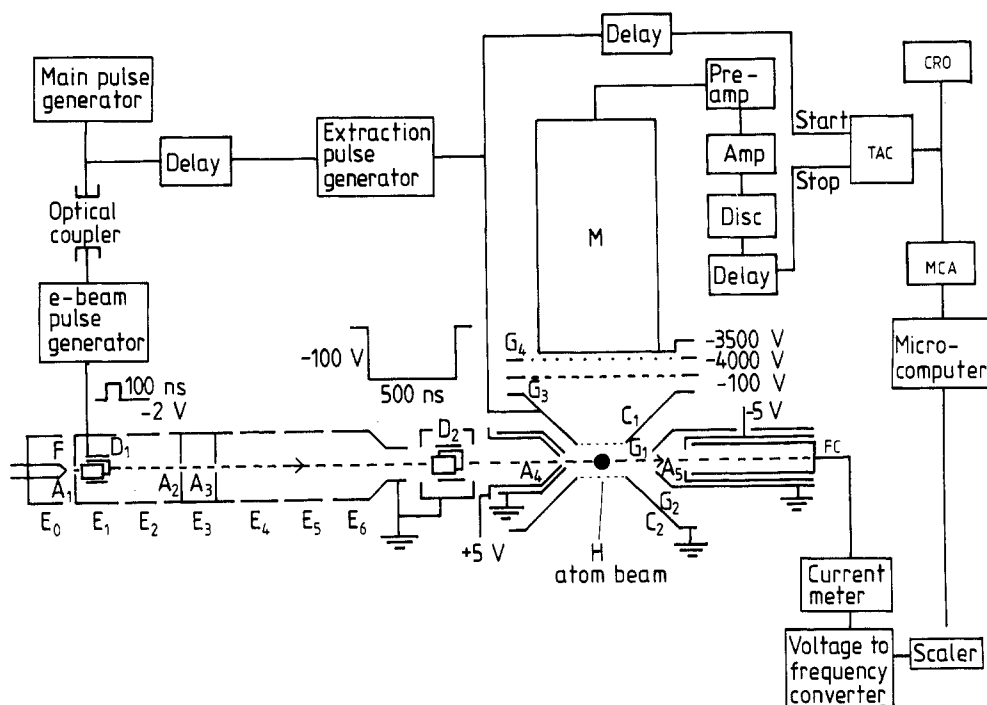 Main pulse
generator
Delay
Extraction
pulse
generator
Optical
coupler
e-beam
pulse
generator
100 ns
-2 V
-100 V
500 ns
Delay
Pre-
amp
Amp
Disc
Delay
Start
Stop
TAC
CRO
MCA
Micro-
computer
M
G4
-3500 V
-4000 V
-100 V
G3
C1
-5 V
F
D1
D2
G1
FC
A1
A2
A3
A4
A5
G2
C2
E0
E1
E2
E3
E4
E5
E6
+5 V
H
atom beam
Current
meter
Voltage to
frequency
converter
Scaler